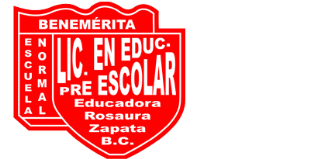 BENEMÉRITA
ESCUELA
NORMAL
LIC. EN EDUC.
PRE ESCOLAR
Educadora
Rosaura
Zapata
B.C.